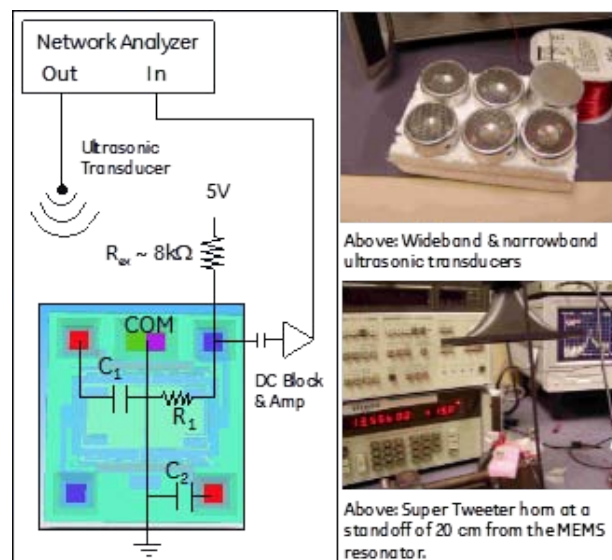 Network Analyzer
Out In
Ultrasonic
Transducer
5V
Rex ~ 8kΩ
COM
C1
R1
DC Block
& Amp
C2
Above: Wideband & narrowband
ultrasonic transducers
Above: Super Tweeter horn at a
standoff of 20 cm from the MEMS
resonator.